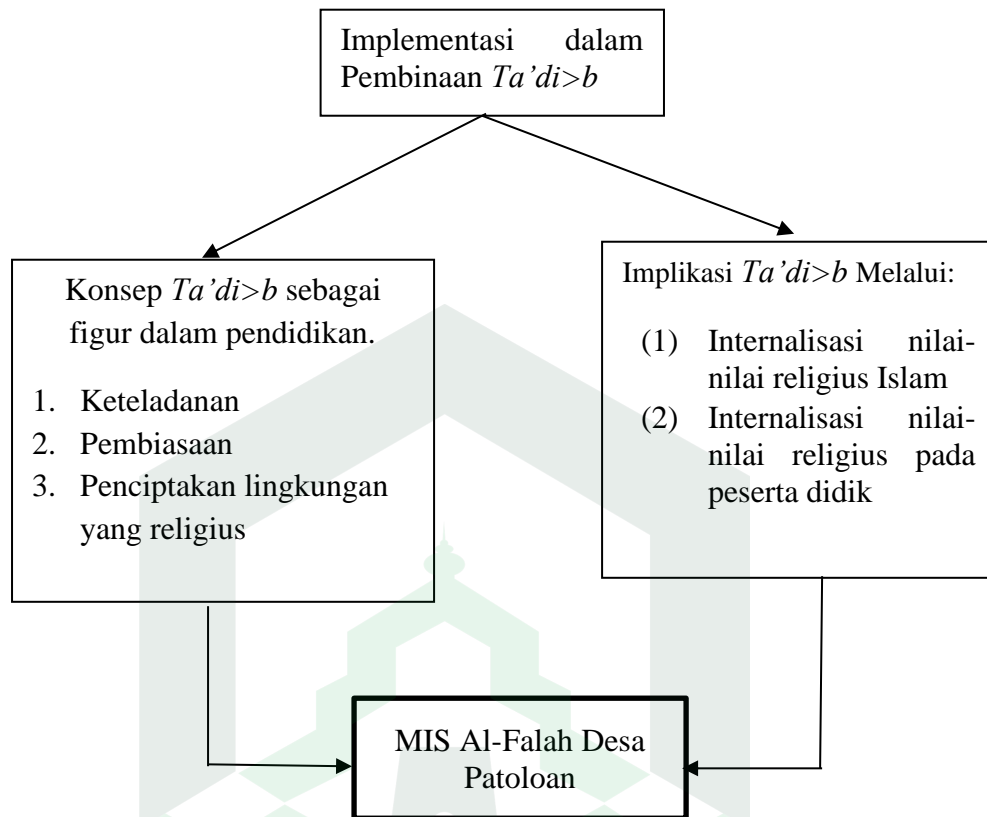 Implementasi dalam
Pembinaan Ta’di>b
Konsep Ta’di>b sebagai
figur dalam pendidikan.
1. Keteladanan
2. Pembiasaan
3. Penciptakan lingkungan
yang religius
Implikasi Ta’di>b Melalui:
(1) Internalisasi nilai-
nilai religius Islam
(2) Internalisasi nilai-
nilai religius pada
peserta didik
MIS Al-Falah Desa
Patoloan